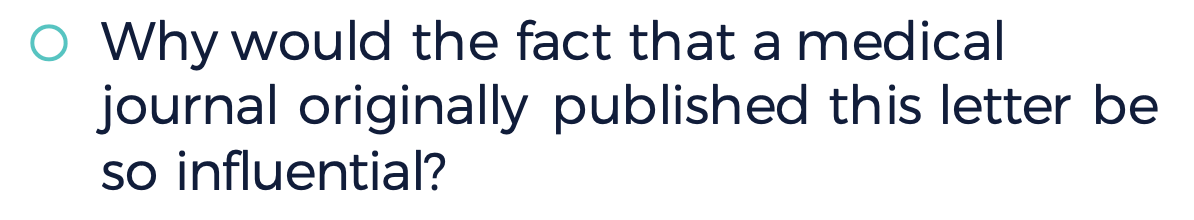 Why would the fact that a medical
journal originally published this letter be
so influential?